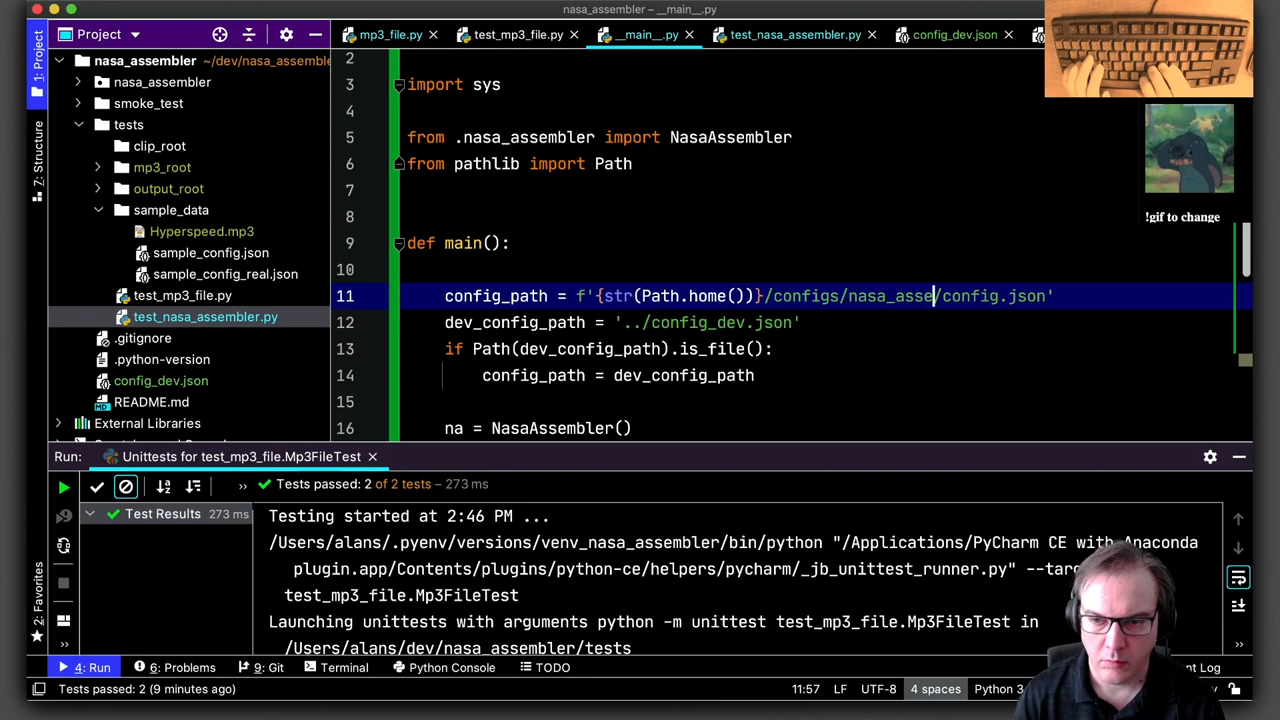 nasa_assembler – __main__.py
Project
mp3_file.py
test_mp3_file.py
__main__.py
test_nasa_assembler.py
config_dev.json
1: Project
7: Structure
2: Favorites
nasa_assembler ~/dev/nasa_assemble
nasa_assembler
smoke_test
tests
clip_root
mp3_root
output_root
sample_data
Hyperspeed.mp3
sample_config.json
sample_config_real.json
test_mp3_file.py
test_nasa_assembler.py
.gitignore
.python-version
config_dev.json
README.md
External Libraries
2
3 import sys
4
5 from .nasa_assembler import NasaAssembler
6 from pathlib import Path
7
8
9 def main():
10
11 config_path = f'{str(Path.home())}/configs/nasa_asse/config.json'
12 dev_config_path = '../config_dev.json'
13 if Path(dev_config_path).is_file():
14 config_path = dev_config_path
15
16 na = NasaAssembler()
!gif to change
Run: Unittests for test_mp3_file.Mp3FileTest
Tests passed: 2 of 2 tests – 273 ms
Test Results 273 ms
Testing started at 2:46 PM ...
/Users/alans/.pyenv/versions/venv_nasa_assembler/bin/python "/Applications/PyCharm CE with Anaconda
plugin.app/Contents/plugins/python-ce/helpers/pycharm/_jb_unittest_runner.py" --targ
test_mp3_file.Mp3FileTest
Launching unittests with arguments python -m unittest test_mp3_file.Mp3FileTest in
/Users/alans/dev/nasa_assembler/tests
4: Run
6: Problems
9: Git
Terminal
Python Console
TODO
nt Log
Tests passed: 2 (9 minutes ago)
11:57 LF UTF-8 4 spaces Python 3